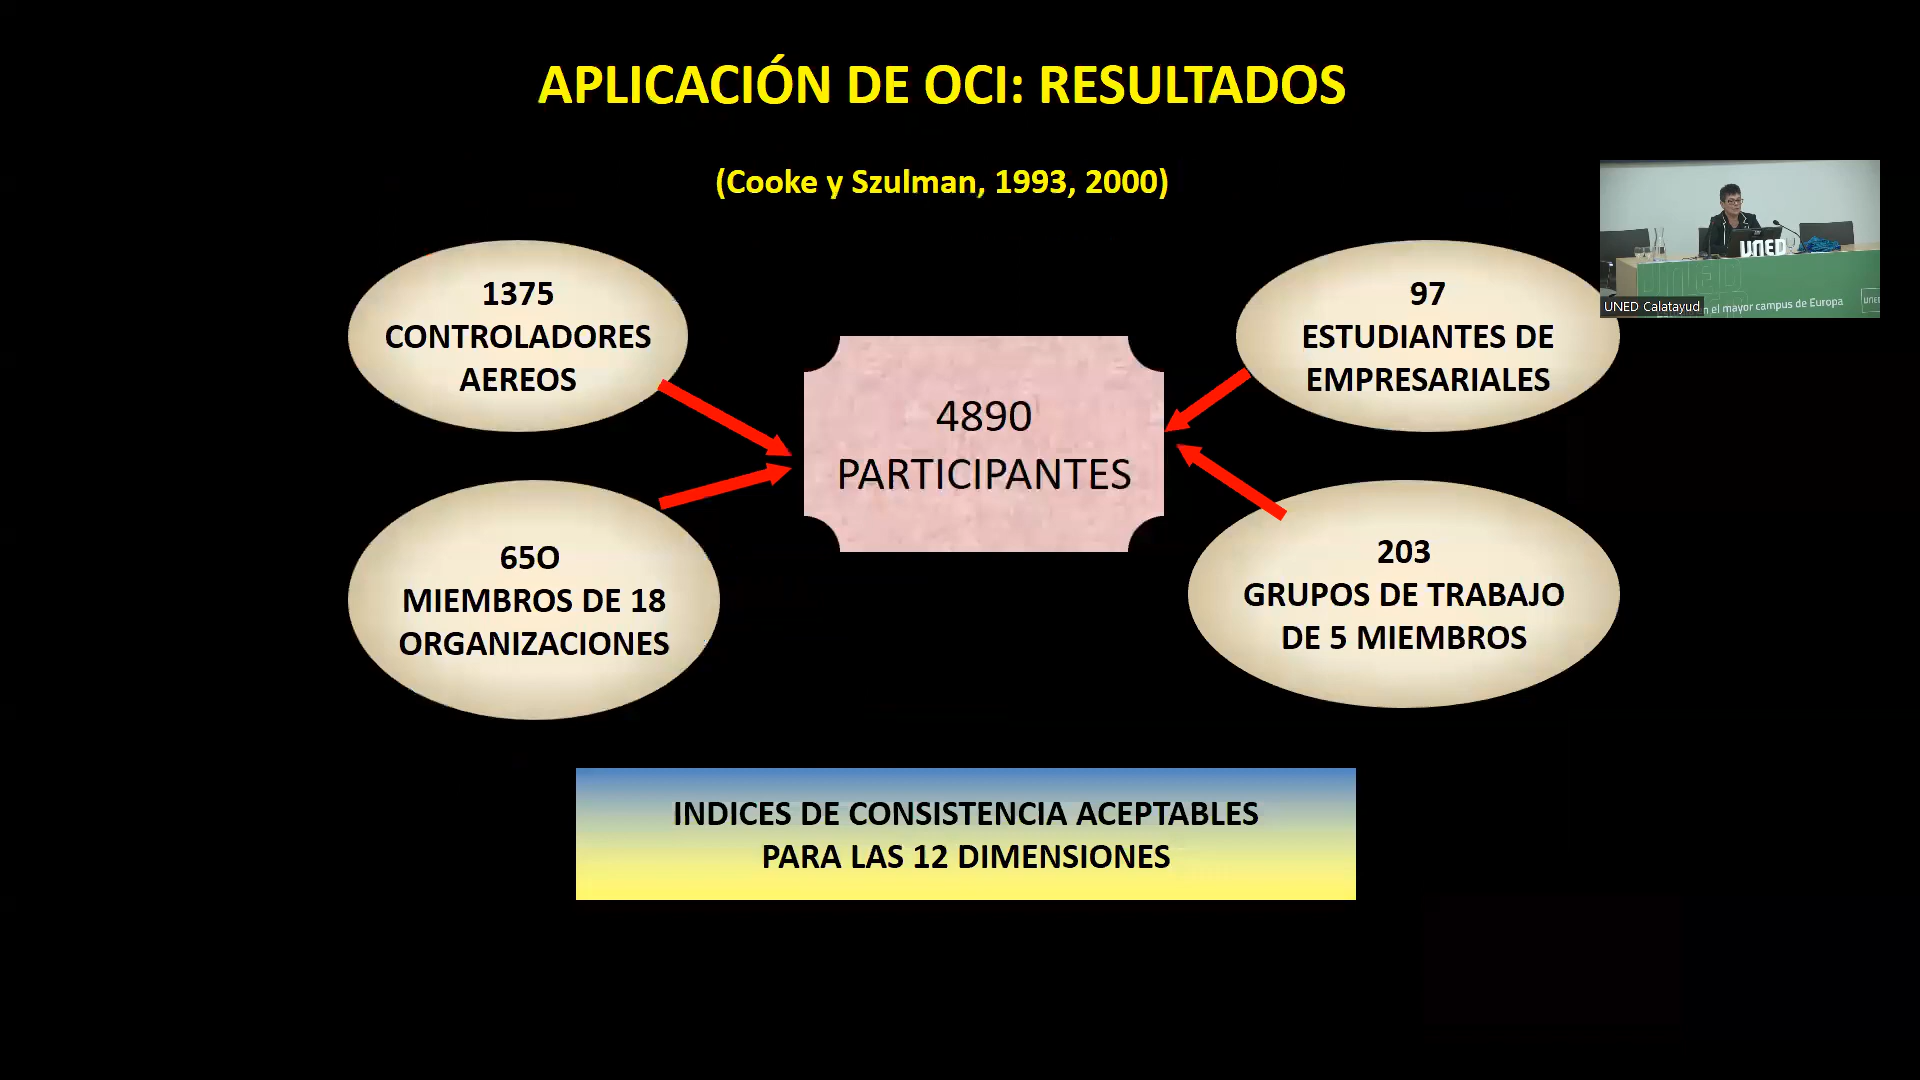 APLICACIÓN DE OCI: RESULTADOS
(Cooke y Szulman, 1993, 2000)
1375
CONTROLADORES
AEREOS
97
ESTUDIANTES DE
EMPRESARIALES
4890
PARTICIPANTES
65O
MIEMBROS DE 18
ORGANIZACIONES
203
GRUPOS DE TRABAJO
DE 5 MIEMBROS
INDICES DE CONSISTENCIA ACEPTABLES
PARA LAS 12 DIMENSIONES
UNED
UNED Calatayud
el mayor campus de Europa